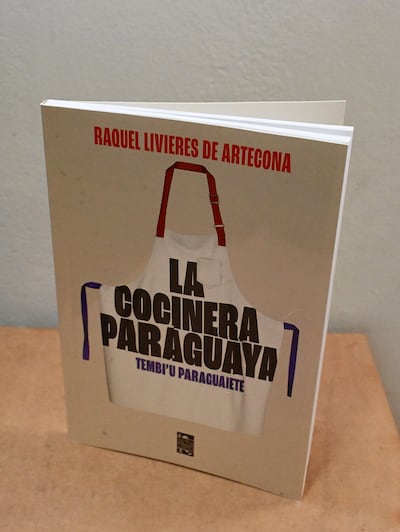 RAQUEL LIVIERES DE ARTECONA
LA
COCINERA
PARAGUAYA
TEMBI'U PARAGUAIETE